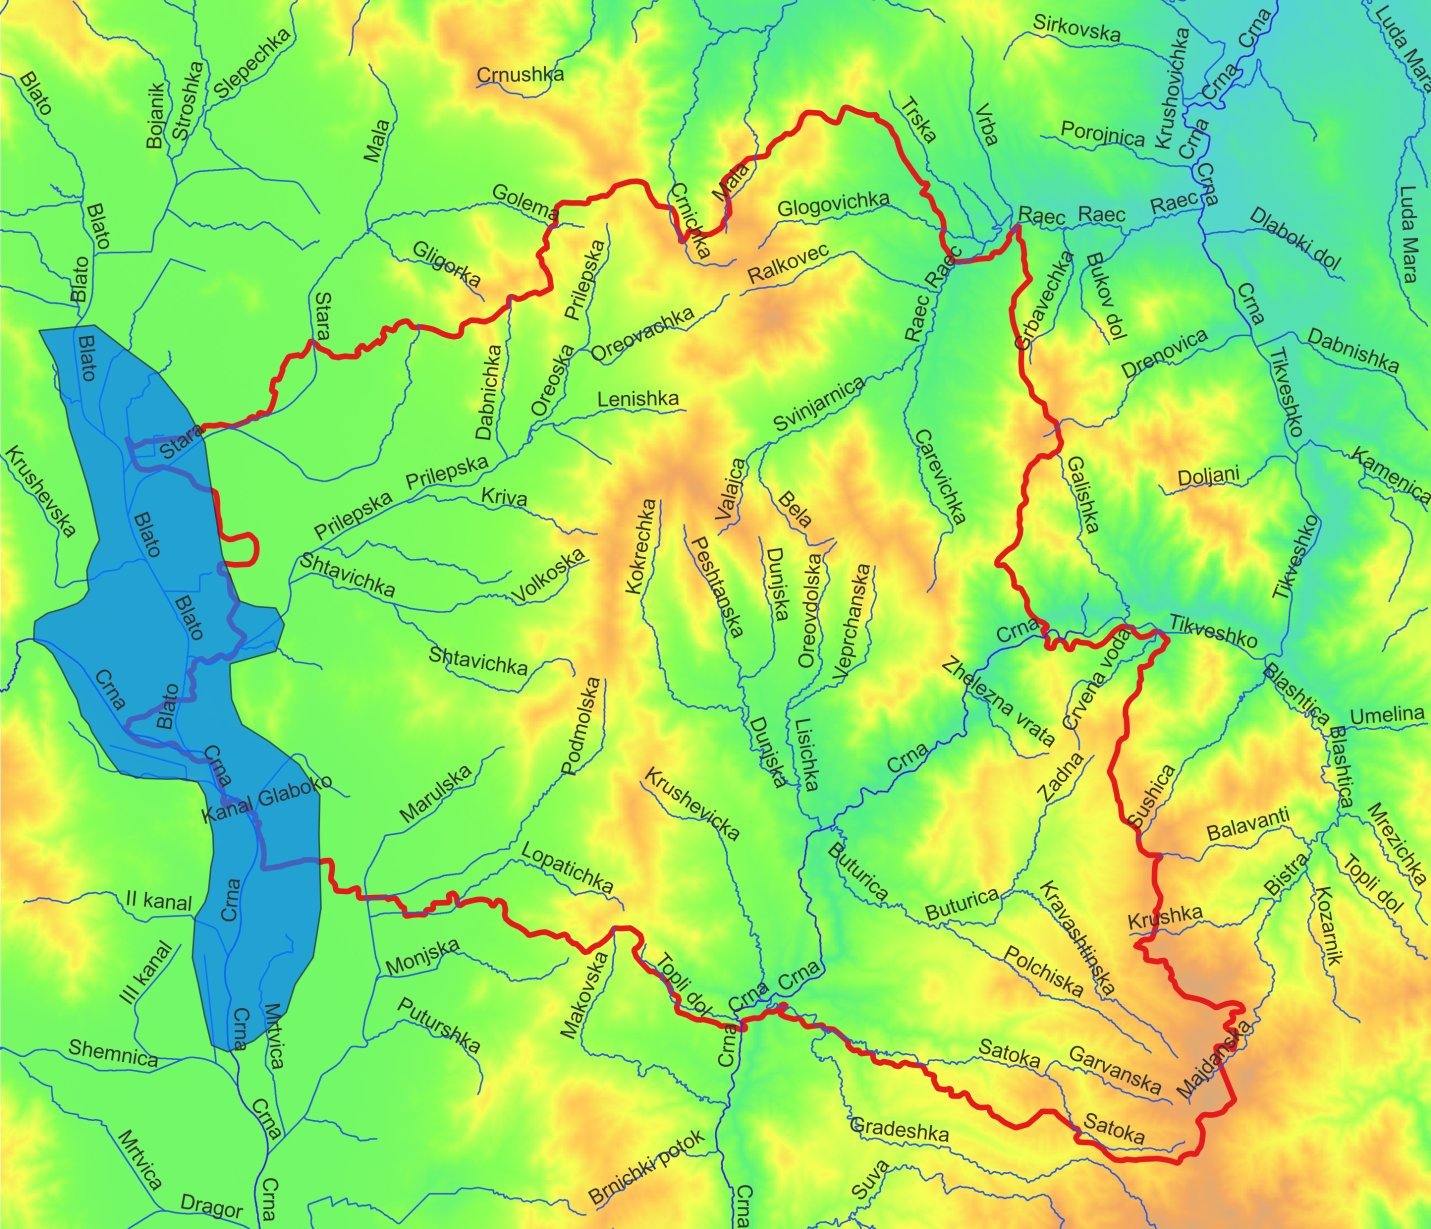 Sirkovska
Crna
Luda Mara
Crnushka
Slepechka
Blato
Bojanik
Stroshka
Krushovichka
Crna
Trska
Vrba
Porojnica
Crna
Mala
Mala
Crna
Golema
Crnichka
Glogovichka
Raec
Raec
Raec
Luda Mara
Blato
Dlaboki dol
Gligorka
Prilepska
Ralkovec
Raec
Blato
Grbavechka
Bukov dol
Crna
Stara
Oreovachka
Raec
Blato
Drenovica
Dabnishka
Dabnichka
Oreoska
Lenishka
Svinjarnica
Tikveshko
Stara
Krushevska
Prilepska
Kriva
Valajca
Carevichka
Galishka
Doljani
Kamenica
Prilepska
Bela
Blato
Kokrechka
Peshtanska
Dunjska
Oreovdolska
Veprchanska
Tikveshko
Shtavichka
Volkoska
Blato
Crna
Tikveshko
Shtavichka
Zhelezna vrata
Crvena voda
Blashtica
Crna
Blato
Podmolska
Dunjska
Lisichka
Crna
Umelina
Blashtica
Crna
Kanal Glaboko
Marulska
Krushevicka
Zadna
Sushica
Balavanti
Mrezichka
Lopatichka
Buturica
Bistra
Topli dol
II kanal
Crna
Buturica
Kravashtinska
Krushka
Kozarnik
III kanal
Monjska
Makovska
Topli dol
Crna
Crna
Polchiska
Crna
Mrtvica
Puturshka
Crna
Shemnica
Satoka
Garvanska
Majdanska
Crna
Satoka
Mrtvica
Gradeshka
Brnichki potok
Suva
Dragor
Crna
Crna